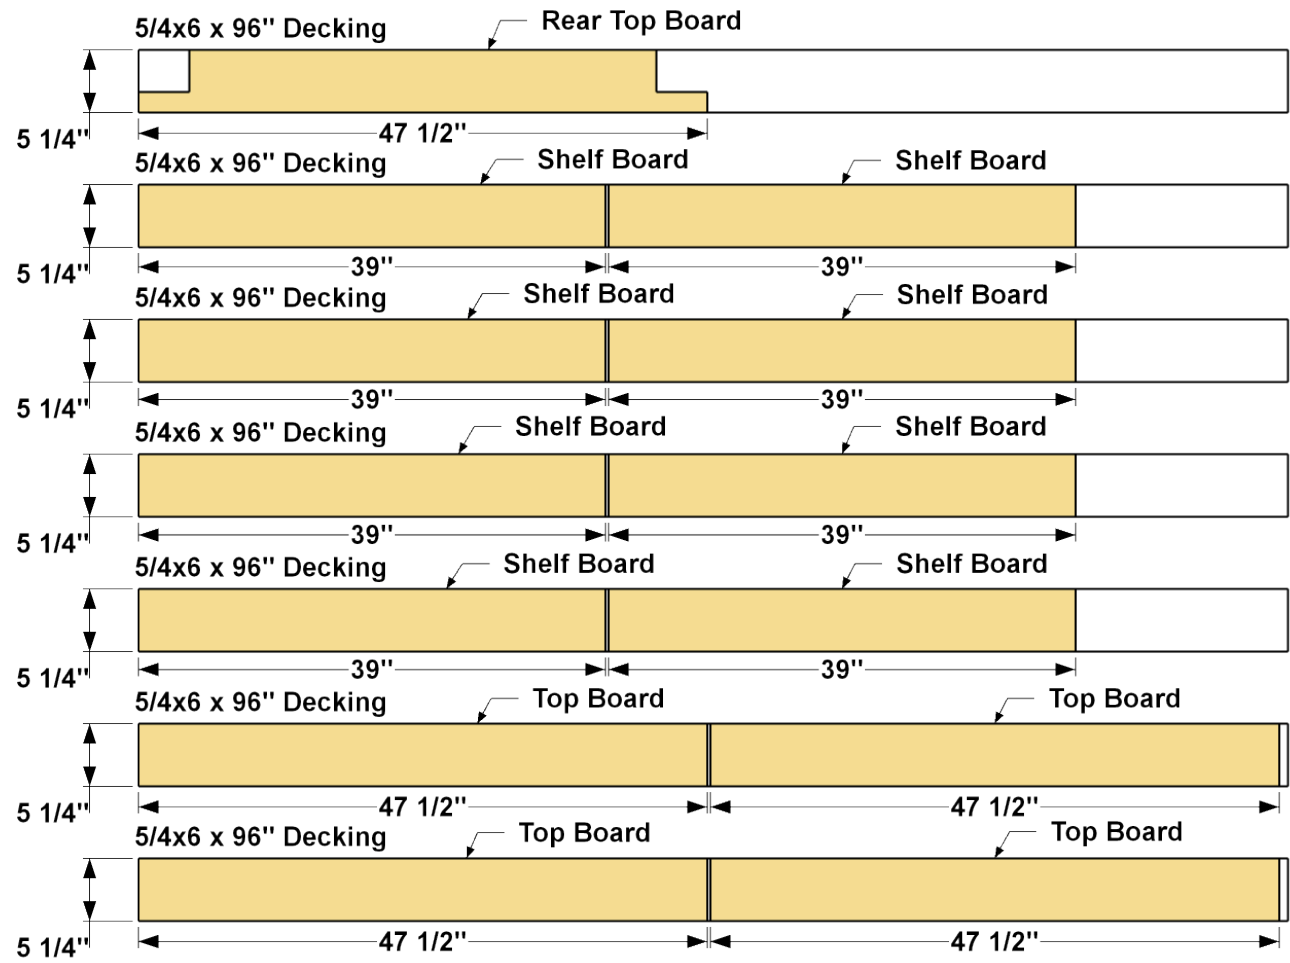 5/4x6 x 96" Decking
Rear Top Board
5 1/4"
47 1/2"
5/4x6 x 96" Decking
Shelf Board
Shelf Board
5 1/4"
39"
39"
5/4x6 x 96" Decking
Shelf Board
Shelf Board
5 1/4"
39"
39"
5/4x6 x 96" Decking
Shelf Board
Shelf Board
5 1/4"
39"
39"
5/4x6 x 96" Decking
Shelf Board
Shelf Board
5 1/4"
39"
39"
5/4x6 x 96" Decking
Top Board
Top Board
5 1/4"
47 1/2"
47 1/2"
5/4x6 x 96" Decking
Top Board
Top Board
5 1/4"
47 1/2"
47 1/2"